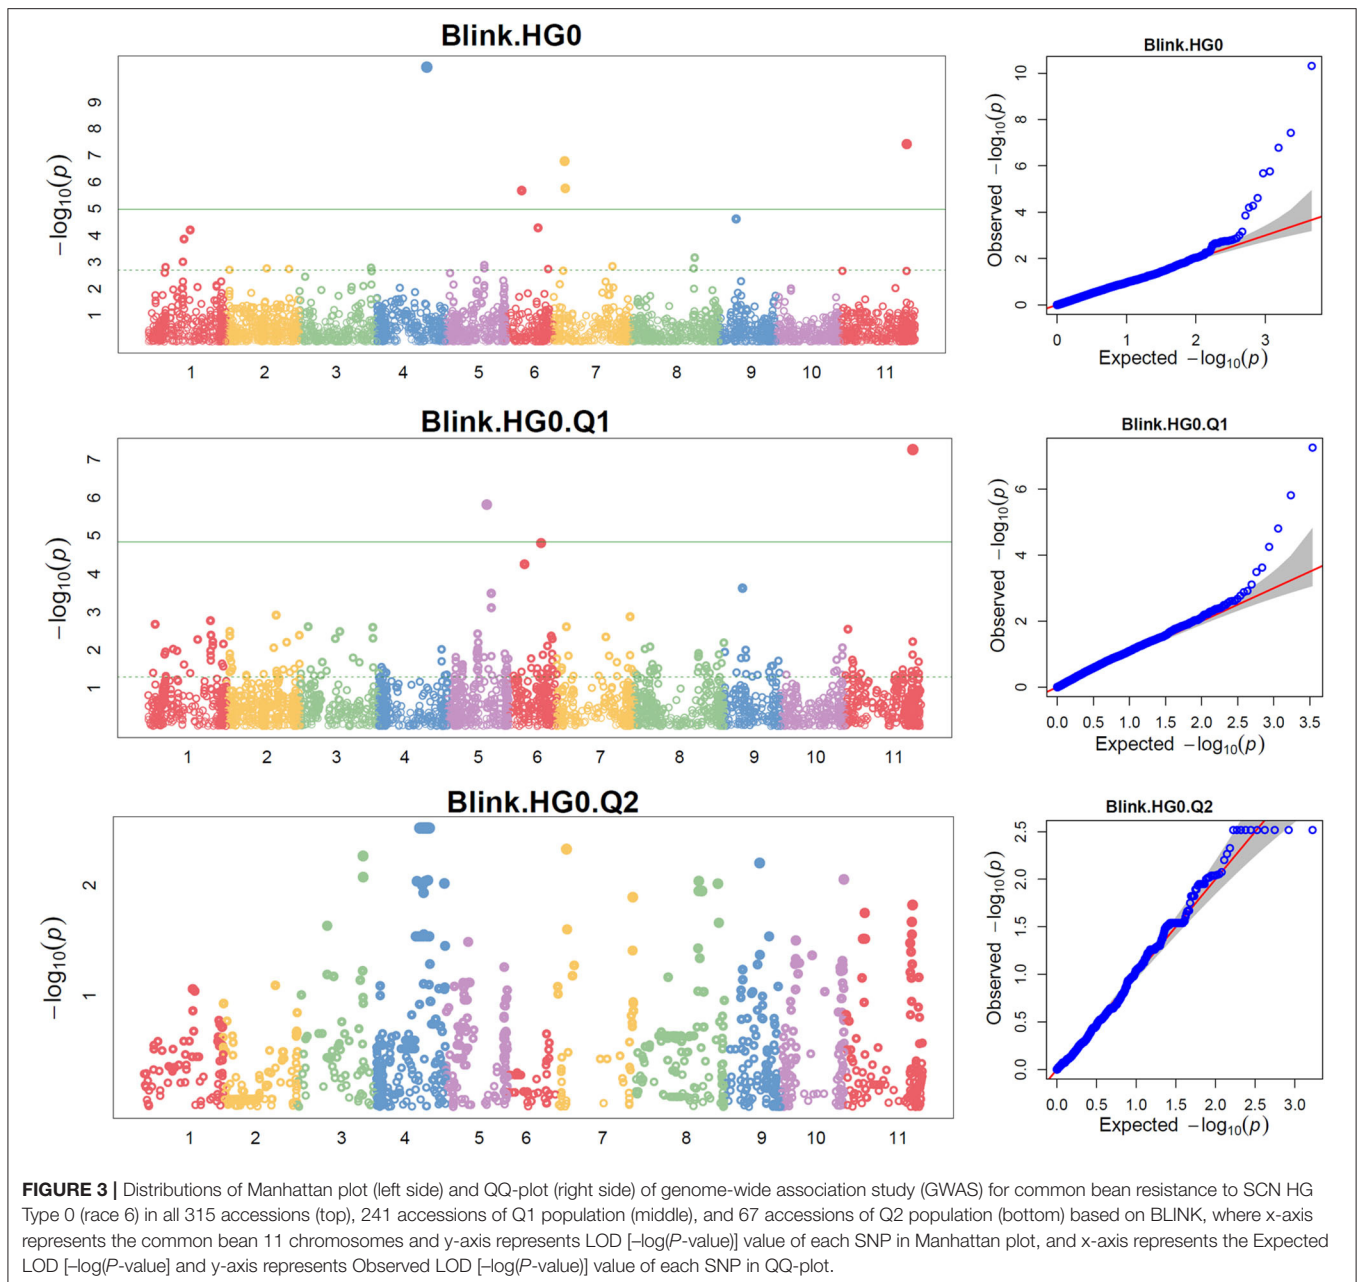 Blink.HG0
−log10(p)
9
8
7
6
5
4
3
2
1
1 2 3 4 5 6 7 8 9 10 11
Blink.HG0
Observed −log10(p)
10
8
6
4
2
0
0 1 2 3
Expected −log10(p)
Blink.HG0.Q1
−log10(p)
7
6
5
4
3
2
1
1 2 3 4 5 6 7 8 9 10 11
Blink.HG0.Q1
Observed −log10(p)
6
4
2
0
0.0 0.5 1.0 1.5 2.0 2.5 3.0 3.5
Expected −log10(p)
Blink.HG0.Q2
−log10(p)
2
1
1 2 3 4 5 6 7 8 9 10 11
Blink.HG0.Q2
Observed −log10(p)
2.5
2.0
1.5
1.0
0.5
0.0
0.0 0.5 1.0 1.5 2.0 2.5 3.0
Expected −log10(p)
FIGURE 3 | Distributions of Manhattan plot (left side) and QQ-plot (right side) of genome-wide association study (GWAS) for common bean resistance to SCN HG
Type 0 (race 6) in all 315 accessions (top), 241 accessions of Q1 population (middle), and 67 accessions of Q2 population (bottom) based on BLINK, where x-axis
represents the common bean 11 chromosomes and y-axis represents LOD [–log(P-value)] value of each SNP in Manhattan plot, and x-axis represents the Expected
LOD [–log(P-value] and y-axis represents Observed LOD [–log(P-value)] value of each SNP in QQ-plot.